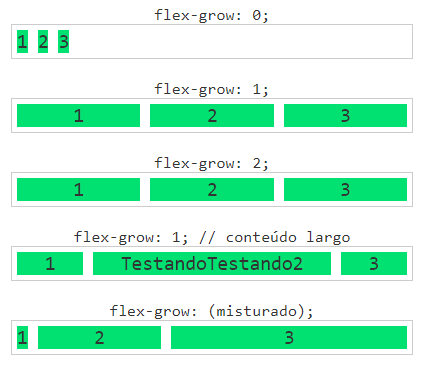 flex-grow: 0;
1 2 3
flex-grow: 1;
1 2 3
flex-grow: 2;
1 2 3
flex-grow: 1; // conteúdo largo
1 TestandoTestando2 3
flex-grow: (misturado);
1 2 3